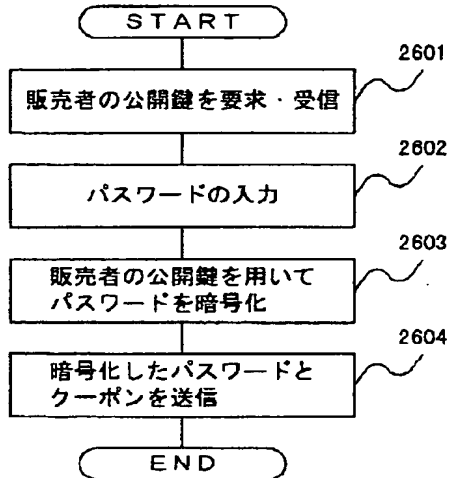 START
2601
販売者の公開鍵を要求・受信
2602
パスワードの入力
2603
販売者の公開鍵を用いて
パスワードを暗号化
2604
暗号化したパスワードと
クーポンを送信
END